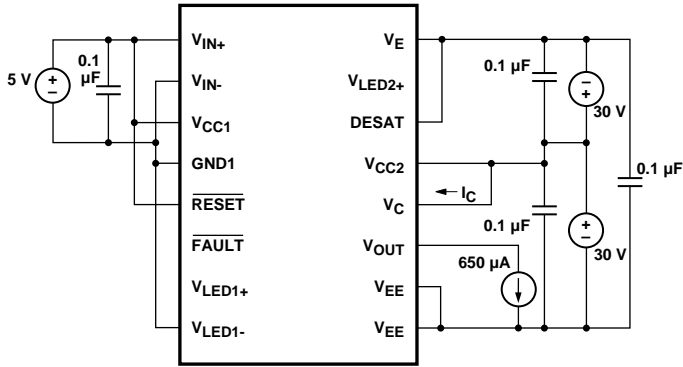 V_IN+
V_IN-
V_CC1
GND1
RESET
FAULT
V_LED1+
V_LED1-
V_E
V_LED2+
DESAT
V_CC2
V_C
V_OUT
V_EE
V_EE
5 V
+
−
0.1
µF
0.1 µF
−
+
30 V
0.1 µF
I_C
0.1 µF
+
−
30 V
650 µA